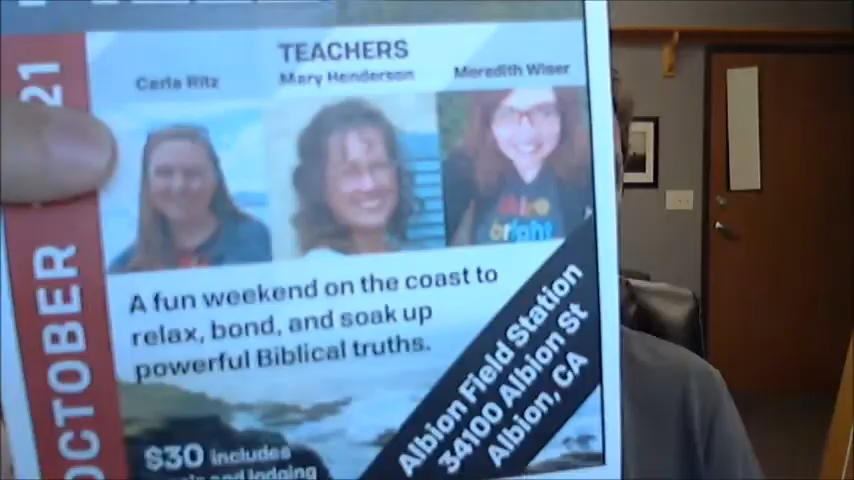 TEACHERS
Carla Ritz
Mary Henderson
Meredith Wiser
21
OCTOBER
bright
A fun weekend on the coast to
relax, bond, and soak up
powerful Biblical truths.
Albion Field Station
34100 Albion St
Albion, CA
$30 includes
and lodging